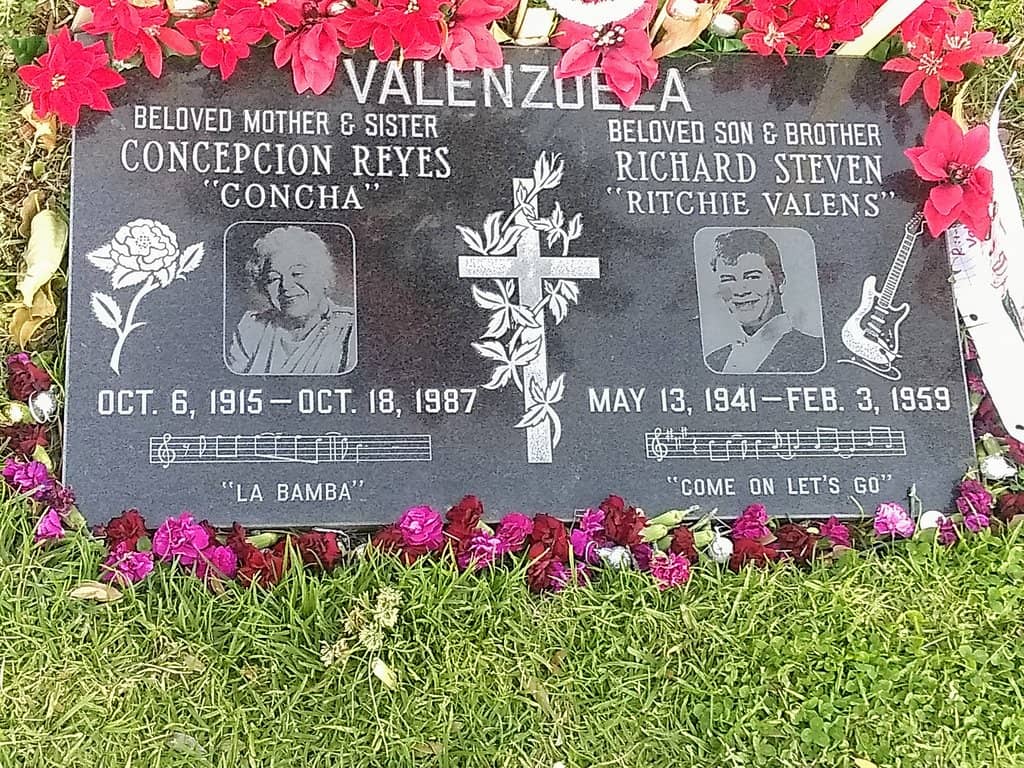 VALENZUELA
BELOVED MOTHER & SISTER
CONCEPCION REYES
"CONCHA"
OCT. 6, 1915 — OCT. 18, 1987
"LA BAMBA"
BELOVED SON & BROTHER
RICHARD STEVEN
"RITCHIE VALENS"
MAY 13, 1941 — FEB. 3, 1959
"COME ON LET'S GO"